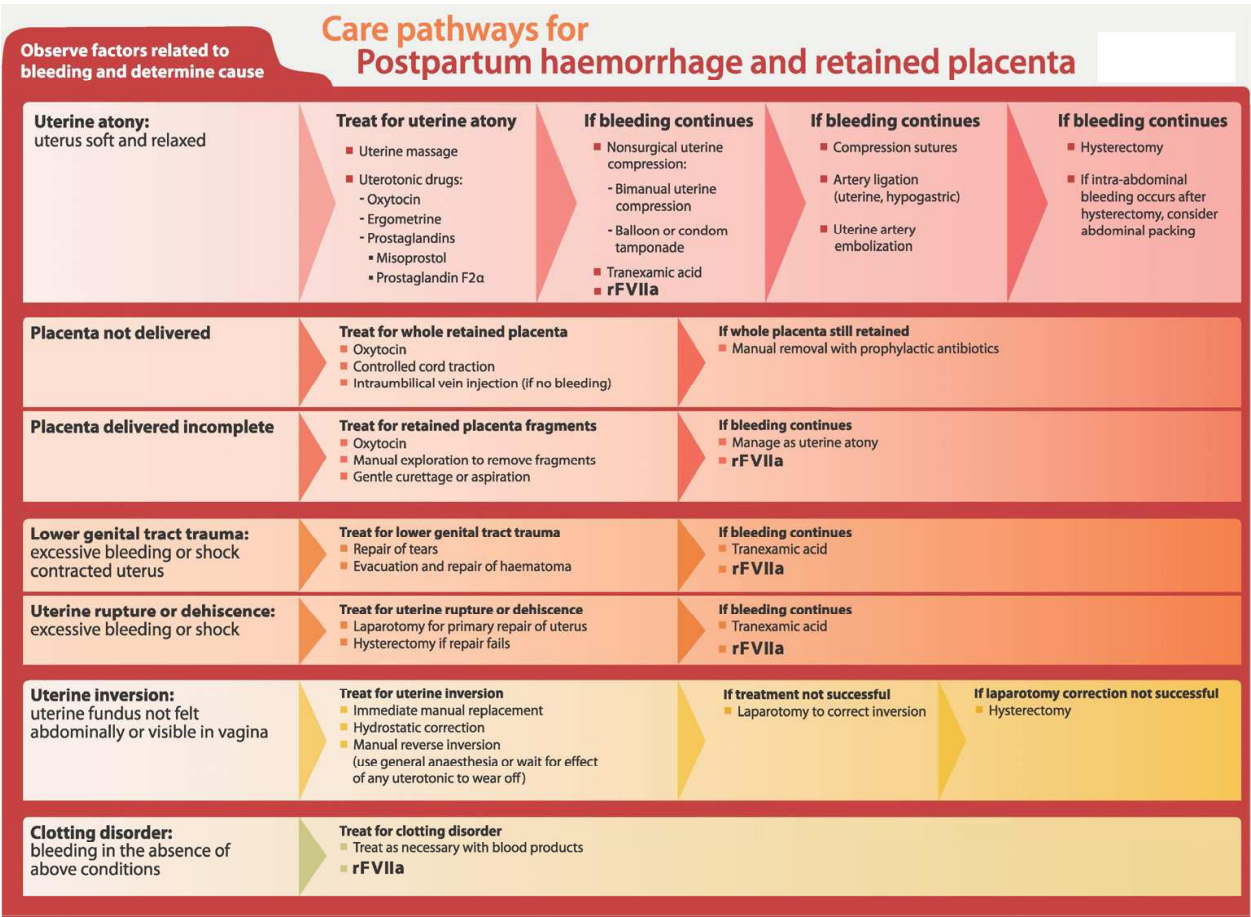 Observe factors related to
bleeding and determine cause
Care pathways for
Postpartum haemorrhage and retained placenta
Uterine atony:
uterus soft and relaxed
Treat for uterine atony
■ Uterine massage
■ Uterotonic drugs:
- Oxytocin
- Ergometrine
- Prostaglandins
▪ Misoprostol
▪ Prostaglandin F2α
If bleeding continues
■ Nonsurgical uterine
compression:
- Bimanual uterine
compression
- Balloon or condom
tamponade
■ Tranexamic acid
■ rFVIIa
If bleeding continues
■ Compression sutures
■ Artery ligation
(uterine, hypogastric)
■ Uterine artery
embolization
If bleeding continues
■ Hysterectomy
■ If intra-abdominal
bleeding occurs after
hysterectomy, consider
abdominal packing
Placenta not delivered
Treat for whole retained placenta
■ Oxytocin
■ Controlled cord traction
■ Intraumbilical vein injection (if no bleeding)
If whole placenta still retained
■ Manual removal with prophylactic antibiotics
Placenta delivered incomplete
Treat for retained placenta fragments
■ Oxytocin
■ Manual exploration to remove fragments
■ Gentle curettage or aspiration
If bleeding continues
■ Manage as uterine atony
■ rFVIIa
Lower genital tract trauma:
excessive bleeding or shock
contracted uterus
Treat for lower genital tract trauma
■ Repair of tears
■ Evacuation and repair of haematoma
If bleeding continues
■ Tranexamic acid
■ rFVIIa
Uterine rupture or dehiscence:
excessive bleeding or shock
Treat for uterine rupture or dehiscence
■ Laparotomy for primary repair of uterus
■ Hysterectomy if repair fails
If bleeding continues
■ Tranexamic acid
■ rFVIIa
Uterine inversion:
uterine fundus not felt
abdominally or visible in vagina
Treat for uterine inversion
■ Immediate manual replacement
■ Hydrostatic correction
■ Manual reverse inversion
(use general anaesthesia or wait for effect
of any uterotonic to wear off)
If treatment not successful
■ Laparotomy to correct inversion
If laparotomy correction not successful
■ Hysterectomy
Clotting disorder:
bleeding in the absence of
above conditions
Treat for clotting disorder
■ Treat as necessary with blood products
■ rFVIIa